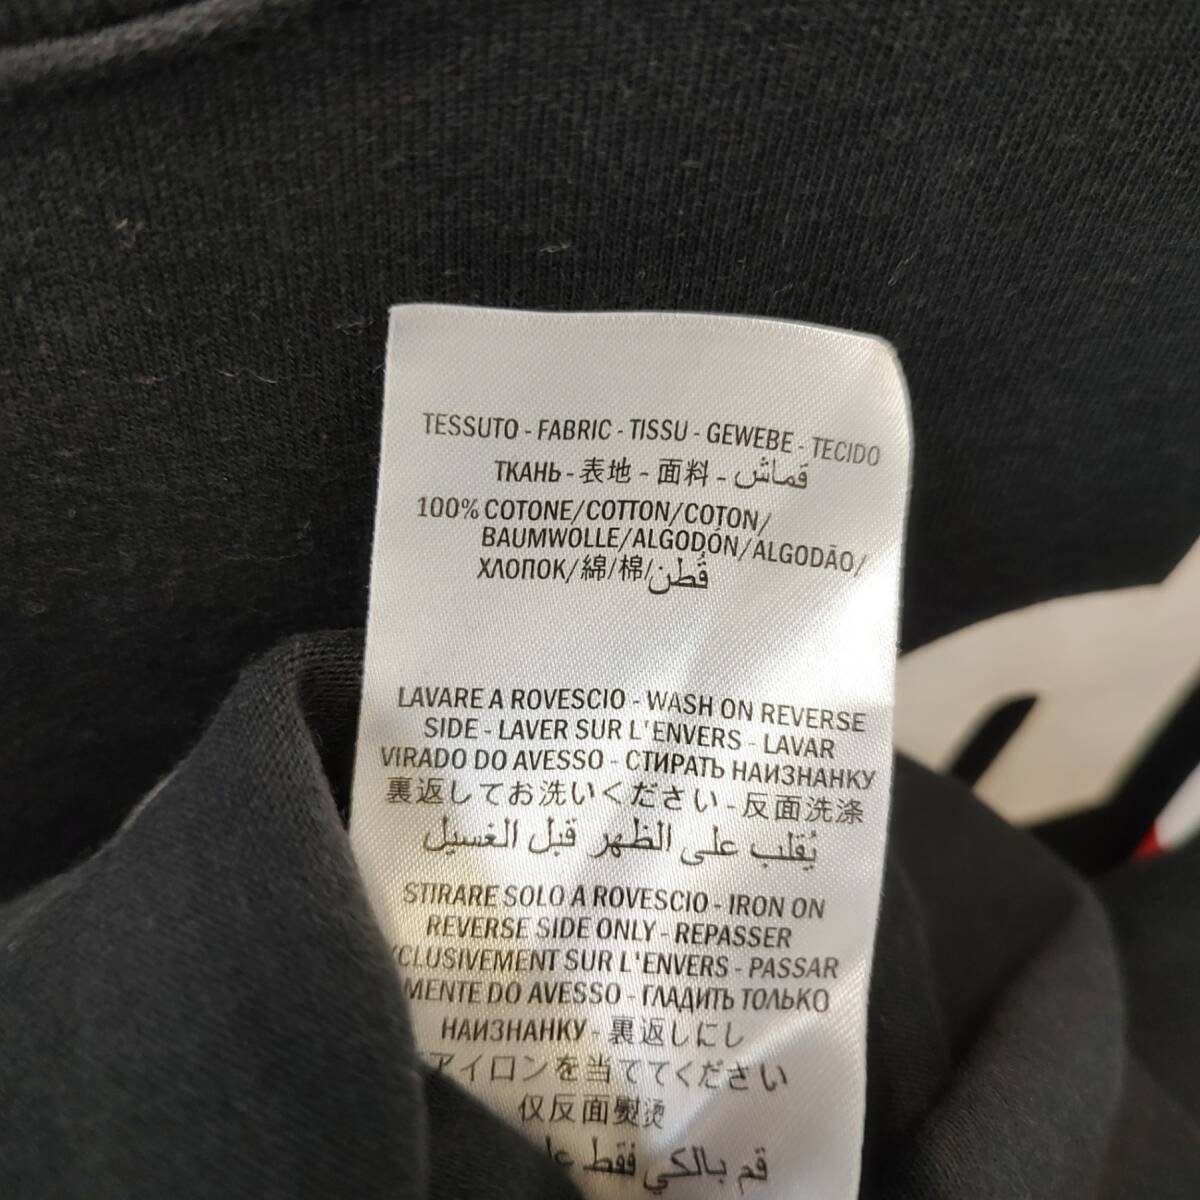 TESSUTO - FABRIC - TISSU - GEWEBE - TECIDO
ТКАНЬ - 表地 - 面料 - قماش
100% COTONE/COTTON/COTON/
BAUMWOLLE/ALGODÓN/ALGODÃO/
ХЛОПОК/綿/棉/قُطن
LAVARE A ROVESCIO - WASH ON REVERSE
SIDE - LAVER SUR L'ENVERS - LAVAR
VIRADO DO AVESSO - СТИРАТЬ НАИЗНАНКУ
裏返してお洗いください - 反面洗涤
يُقلب على الظهر قبل الغسيل
STIRARE SOLO A ROVESCIO - IRON ON
REVERSE SIDE ONLY - REPASSER
CLUSIVEMENT SUR L'ENVERS - PASSAR
MENTE DO AVESSO - ГЛАДИТЬ ТОЛЬКО
НАИЗНАНКУ - 裏返しにし
アイロンを当ててください
仅反面熨烫
قم بالكي فقط